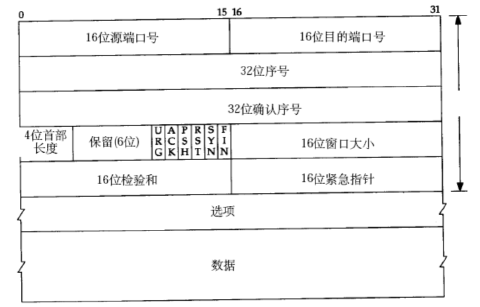 0 15 16 31
16位源端口号 16位目的端口号
32位序号
32位确认序号
4位首部
长度
保留(6位)
URG
ACK
PSH
RST
SYN
FIN
16位窗口大小
16位检验和 16位紧急指针
选项
数据